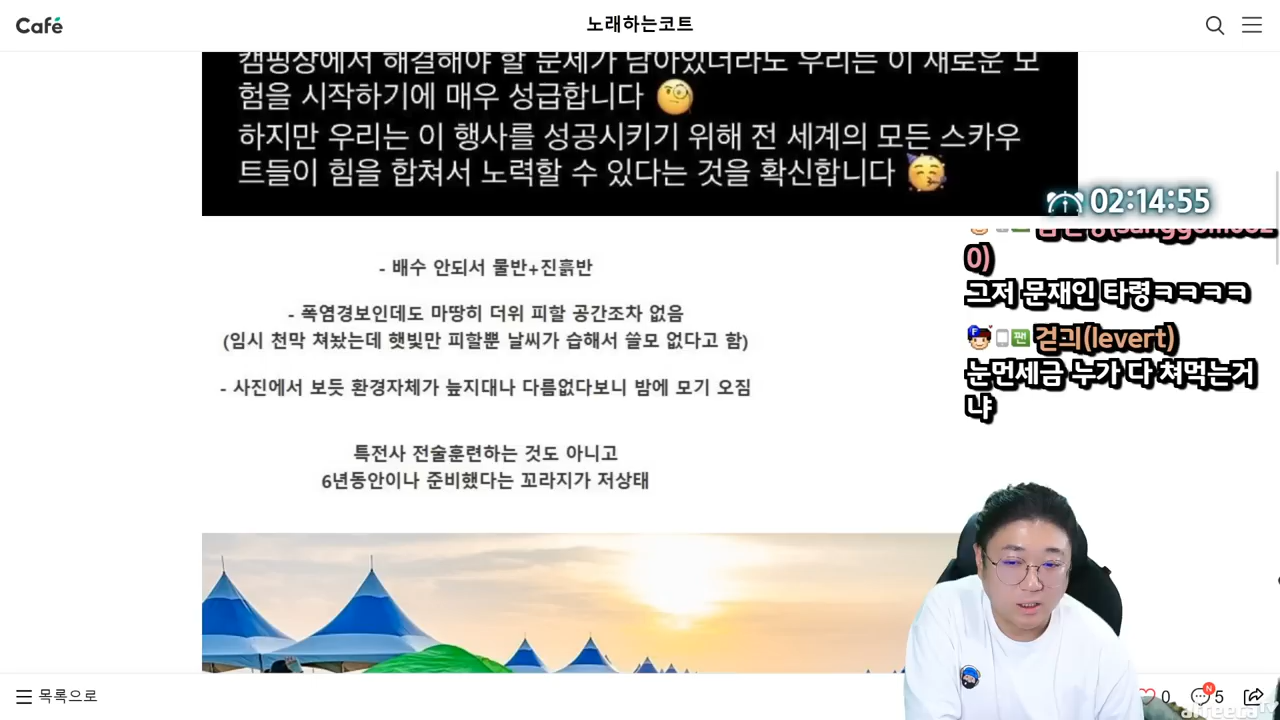 Café
노래하는코트
캠핑장에서 해결해야 할 문제가 남아있더라도 우리는 이 새로운 모
험을 시작하기에 매우 성급합니다
하지만 우리는 이 행사를 성공시키기 위해 전 세계의 모든 스카우
트들이 힘을 합쳐서 노력할 수 있다는 것을 확신합니다
02:14:55
- 배수 안되서 물반+진흙반
- 폭염경보인데도 마땅히 더위 피할 공간조차 없음
(임시 천막 쳐놨는데 햇빛만 피할뿐 날씨가 습해서 쓸모 없다고 함)
- 사진에서 보듯 환경자체가 늪지대나 다름없다보니 밤에 모기 오짐
특전사 전술훈련하는 것도 아니고
6년동안이나 준비했다는 꼬라지가 저상태
0)
그저 문재인 타령ㅋㅋㅋㅋ
팬 걷긔(levert)
눈먼세금 누가 다 쳐먹는거
냐
목록으로
0
N
5
afreecaTV